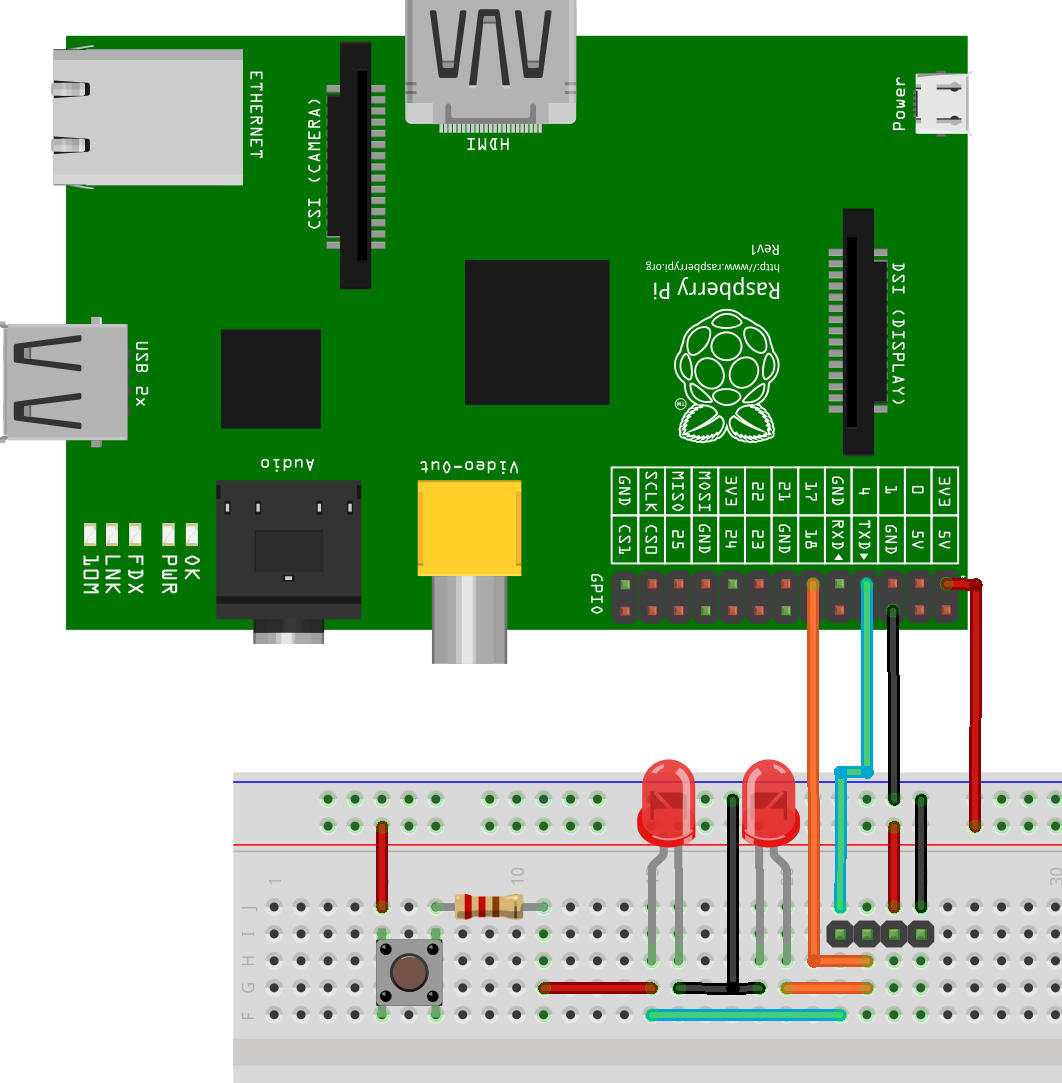 ETHERNET
CSI (CAMERA)
HDMI
Power
Rev1
http://www.raspberrypi.org
Raspberry Pi
TM
DSI (DISPLAY)
USB 2x
Audio
Video-Out
10M LNK FDX PWR OK
GND SCLK MISO MOSI 3V3 22 21 17 GND 4 1 0 3V3
CS1 CS0 25 GND 24 23 GND 18 RXD TXD GND 5V 5V
GPIO
1 10 30
J
I
H
G
F